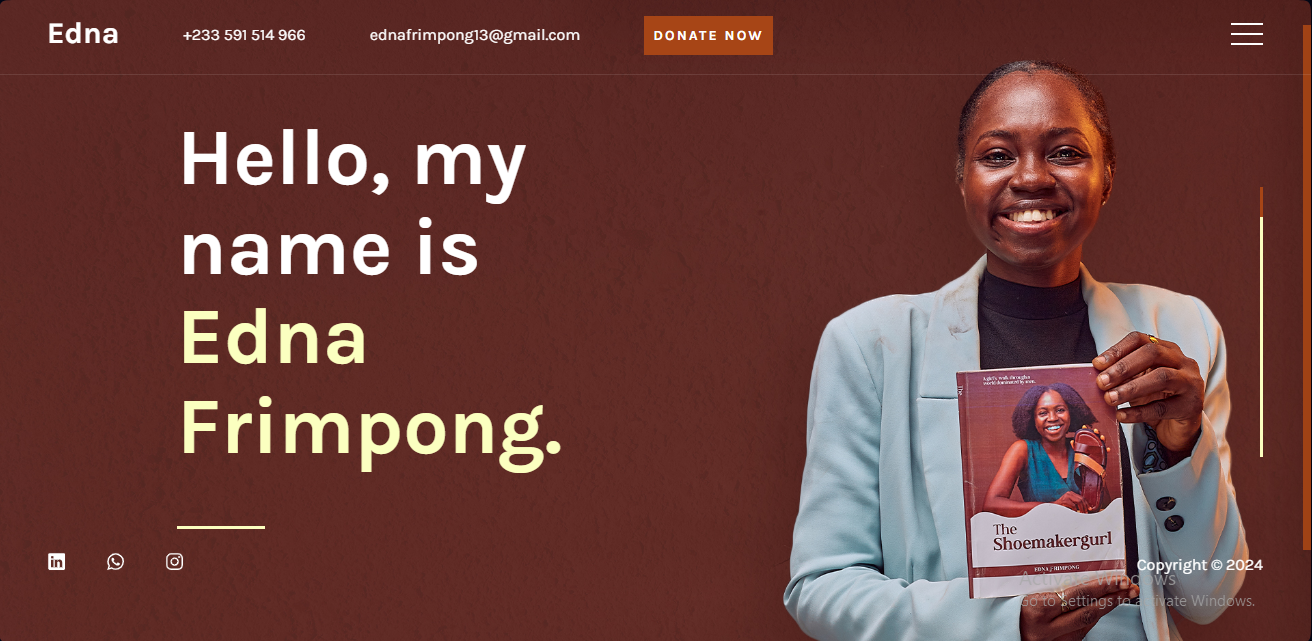 Edna
+233 591 514 966
ednafrimpong13@gmail.com
DONATE NOW
Hello, my
name is
Edna
Frimpong.
A girl's walk through a
world dominated by men.
The
The
Shoemakergurl
EDNA FRIMPONG
Copyright © 2024
Activate Windows
Go to Settings to activate Windows.